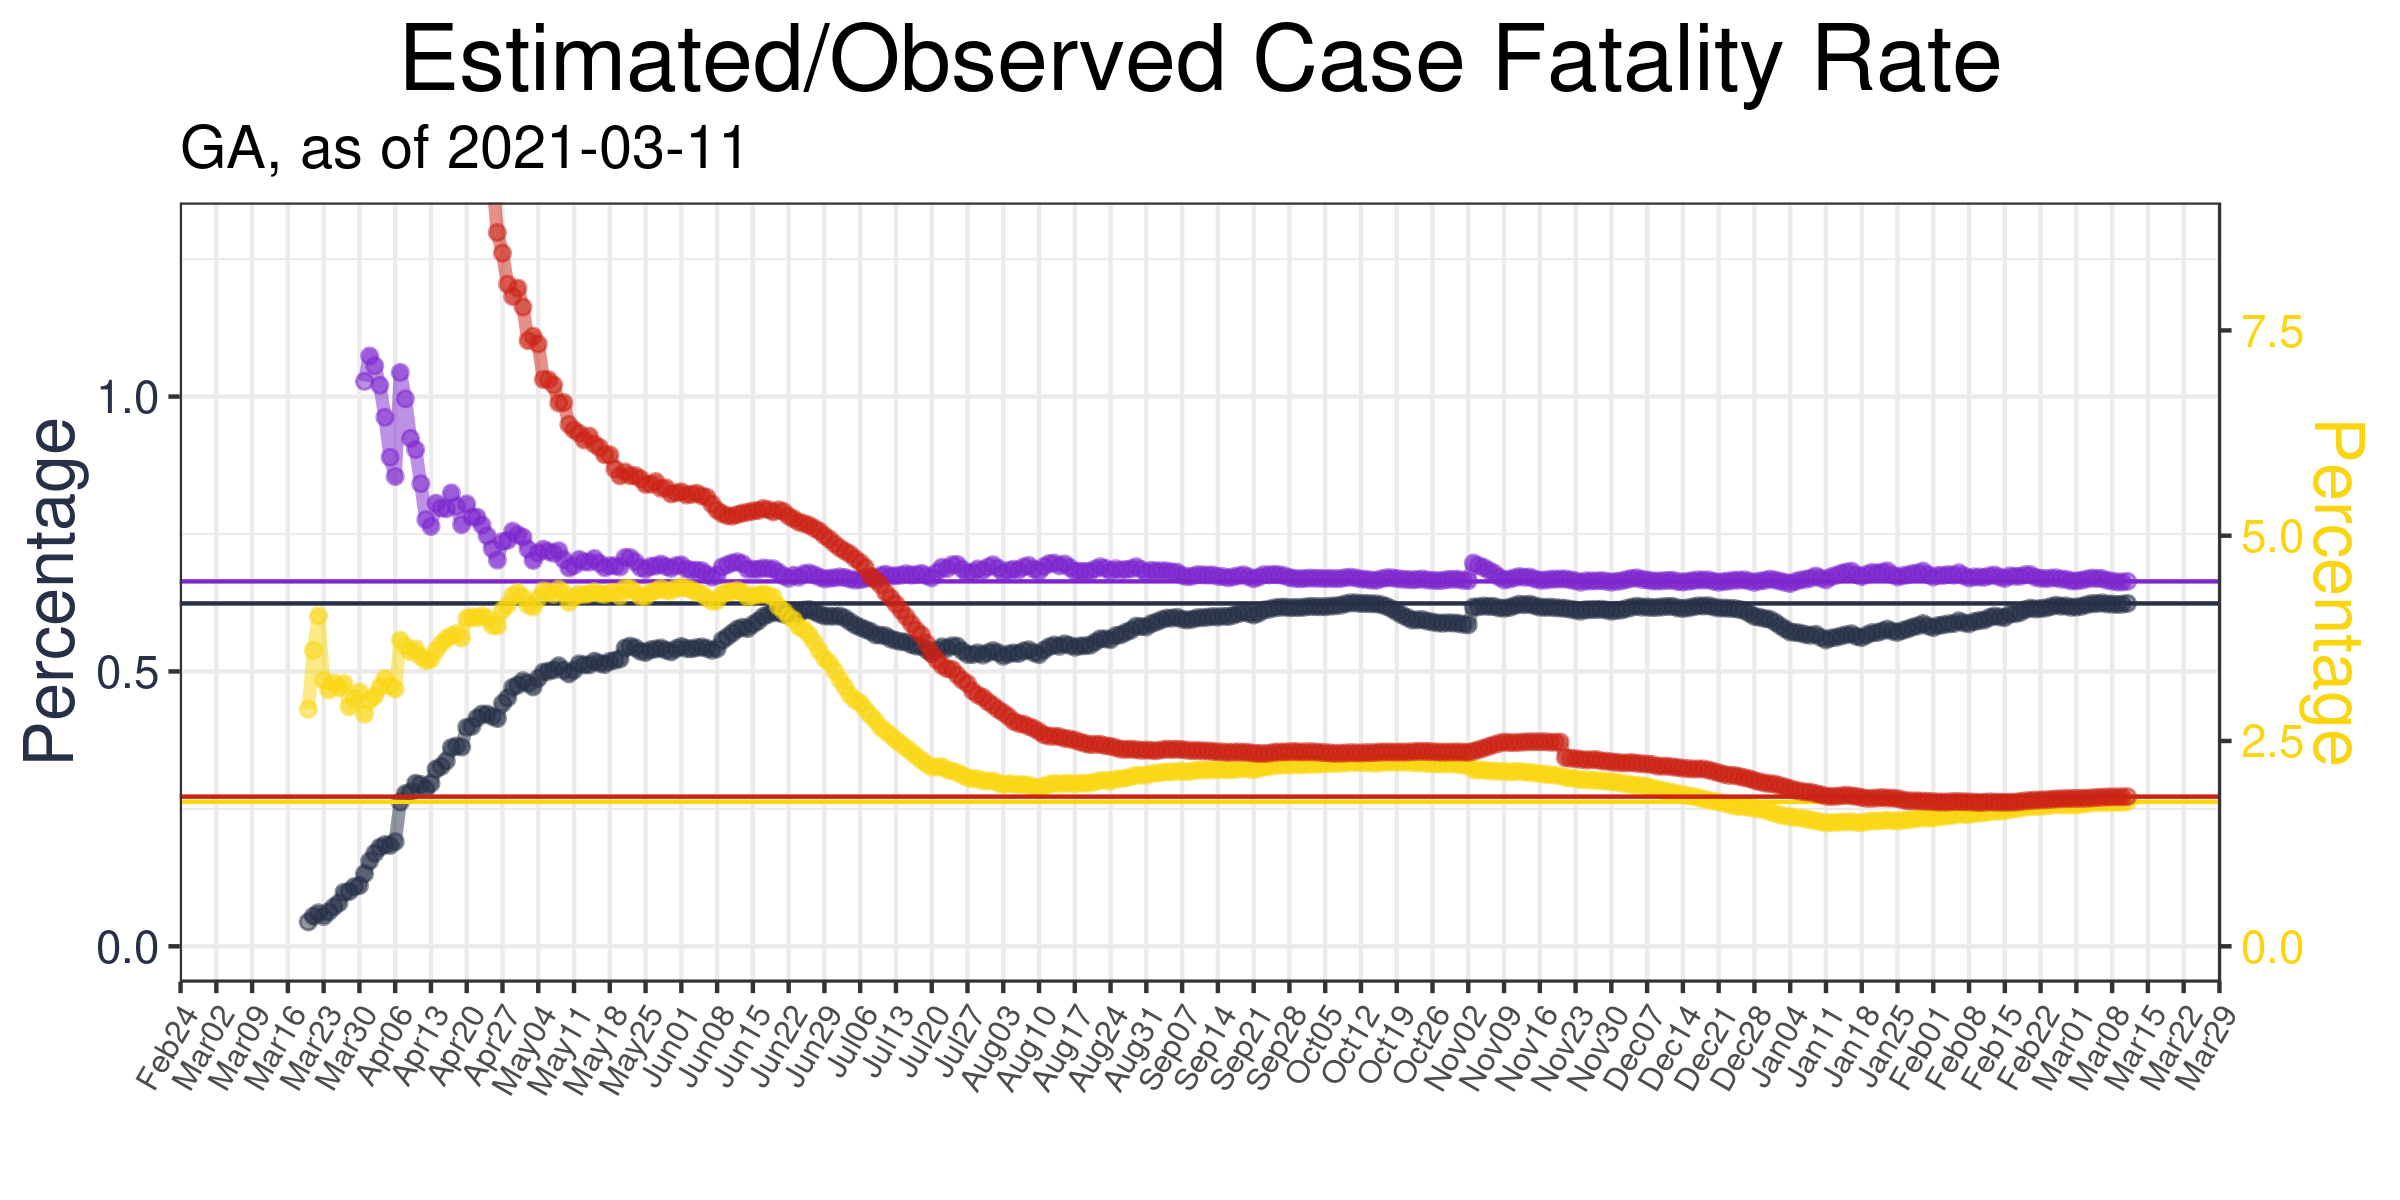 Estimated/Observed Case Fatality Rate
GA, as of 2021-03-11
Percentage
1.0
0.5
0.0
7.5
5.0
2.5
0.0
Percentage
Feb24
Mar02
Mar09
Mar16
Mar23
Mar30
Apr06
Apr13
Apr20
Apr27
May04
May11
May18
May25
Jun01
Jun08
Jun15
Jun22
Jun29
Jul06
Jul13
Jul20
Jul27
Aug03
Aug10
Aug17
Aug24
Aug31
Sep07
Sep14
Sep21
Sep28
Oct05
Oct12
Oct19
Oct26
Nov02
Nov09
Nov16
Nov23
Nov30
Dec07
Dec14
Dec21
Dec28
Jan04
Jan11
Jan18
Jan25
Feb01
Feb08
Feb15
Feb22
Mar01
Mar08
Mar15
Mar22
Mar29